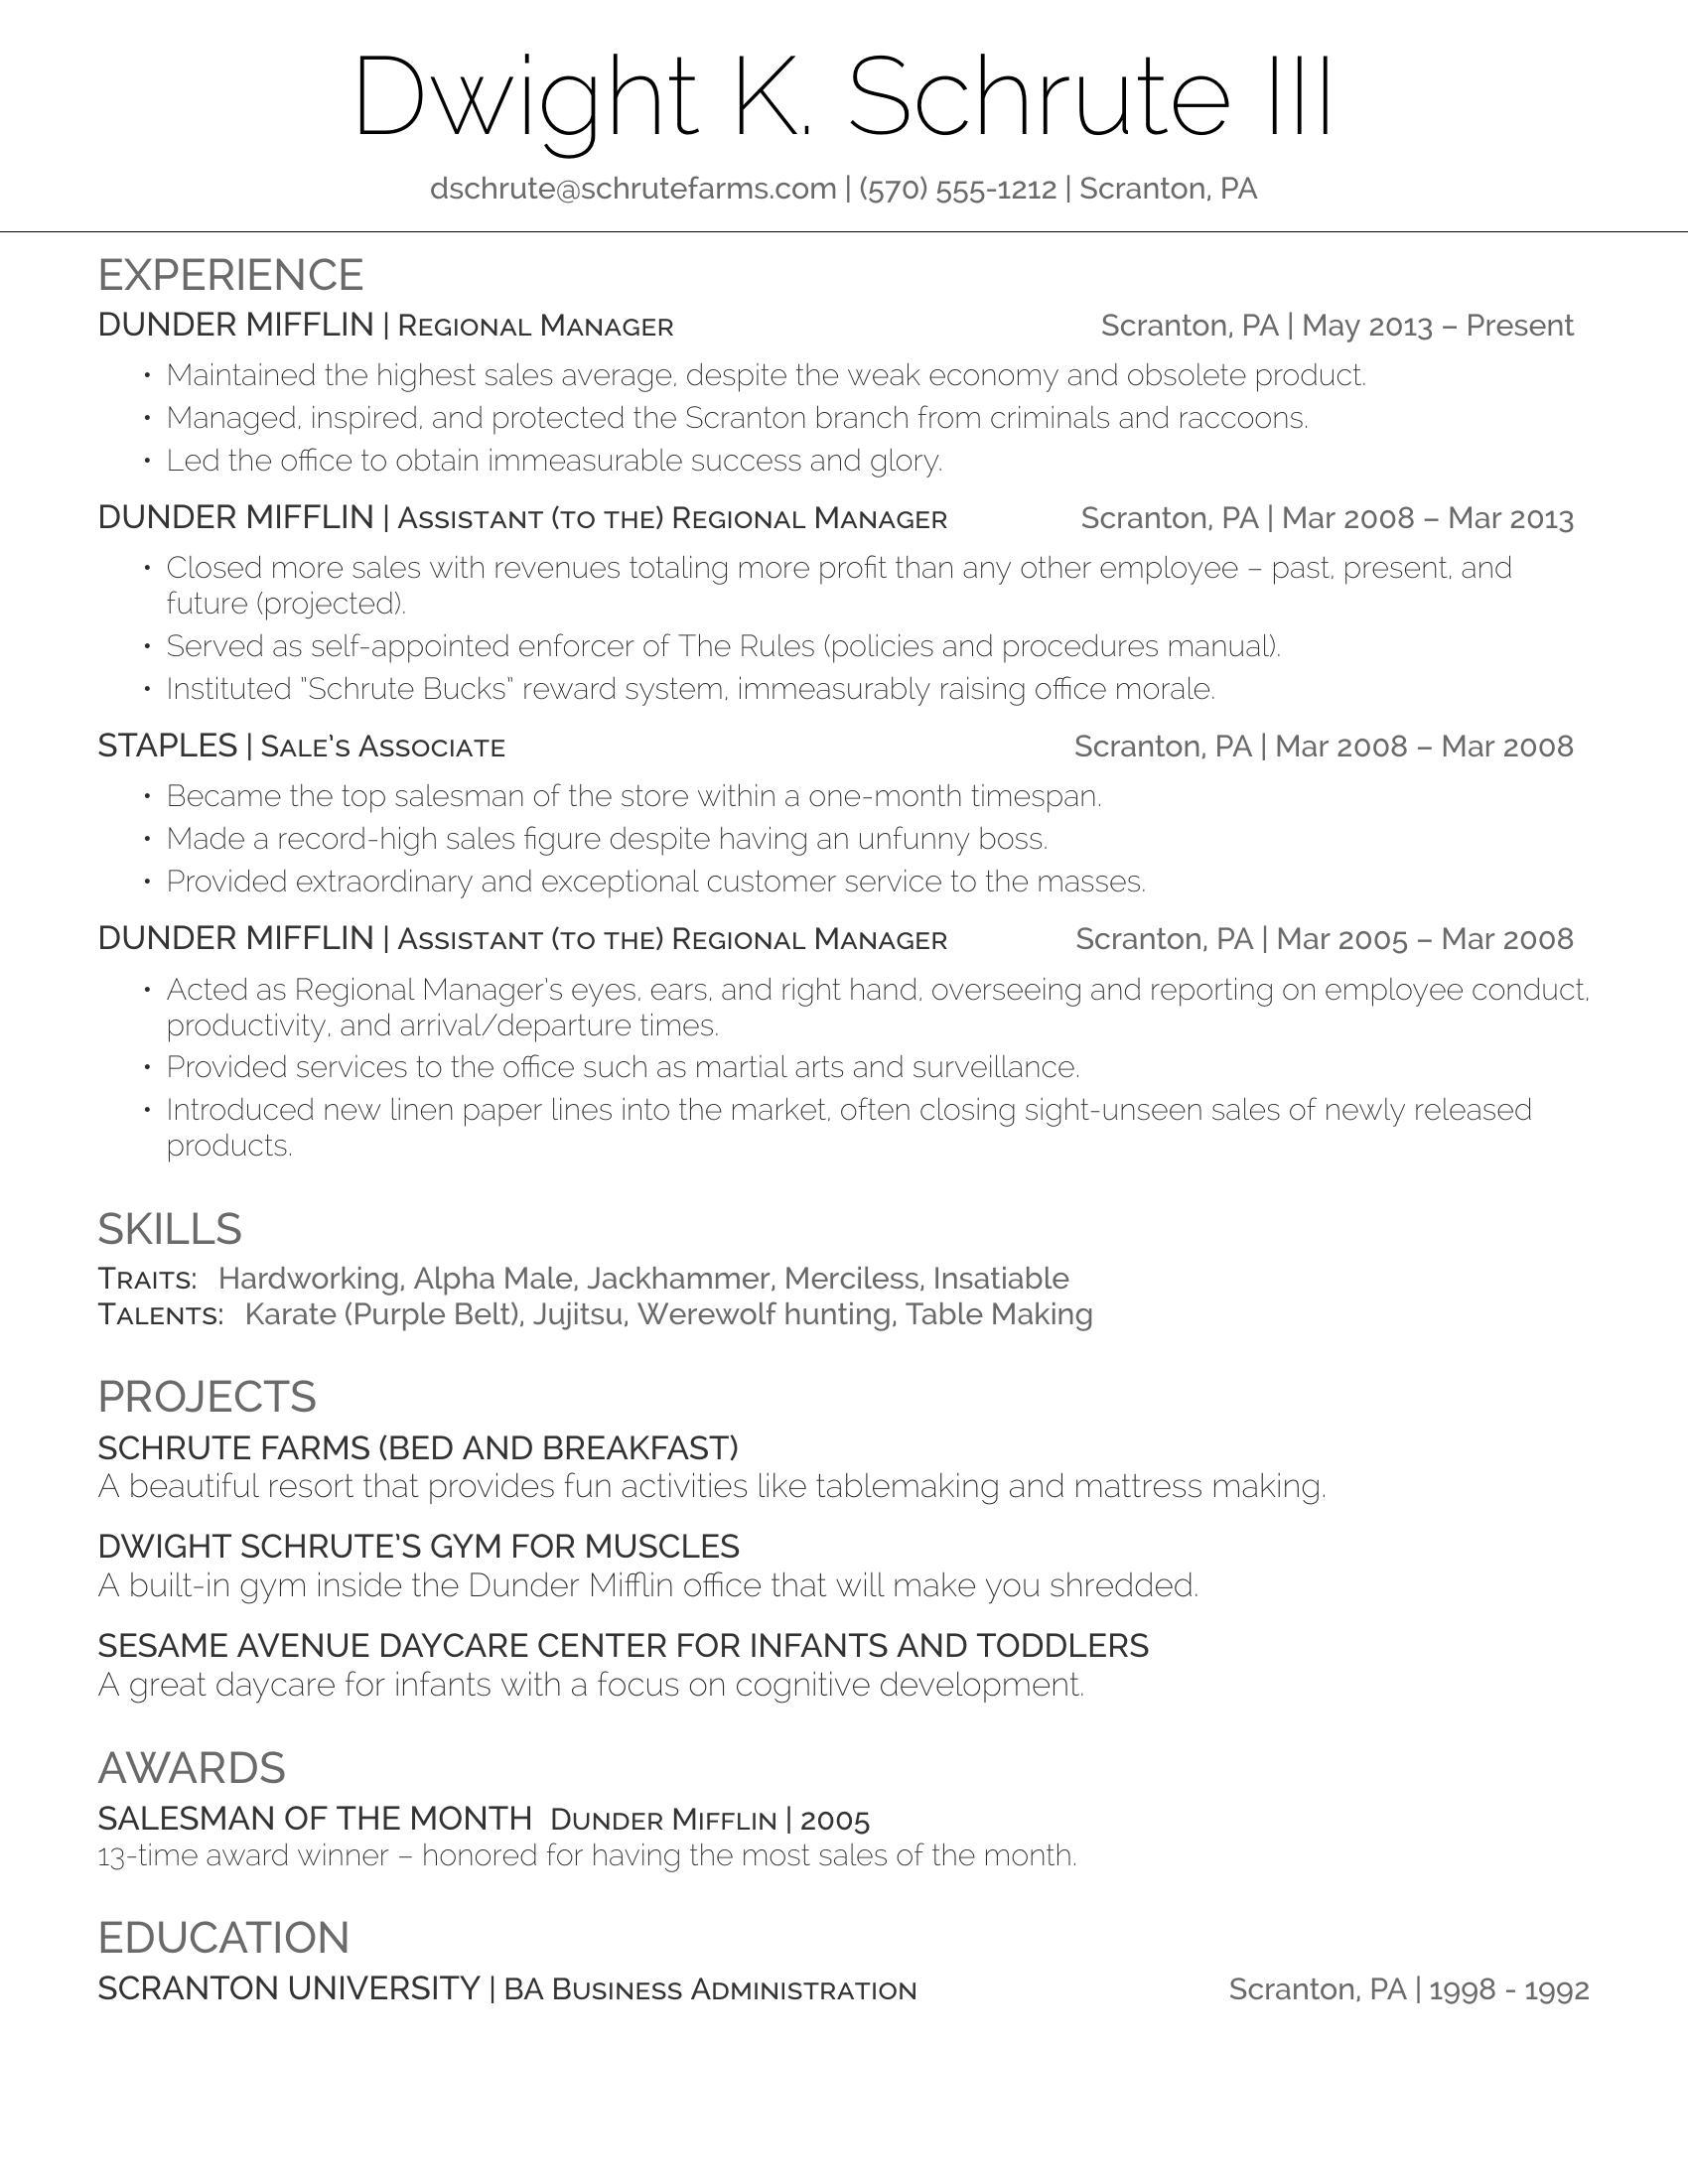 Dwight K. Schrute III
dschrute@schrutefarms.com | (570) 555-1212 | Scranton, PA
EXPERIENCE
DUNDER MIFFLIN | Regional Manager Scranton, PA | May 2013 – Present
• Maintained the highest sales average, despite the weak economy and obsolete product.
• Managed, inspired, and protected the Scranton branch from criminals and raccoons.
• Led the office to obtain immeasurable success and glory.
DUNDER MIFFLIN | Assistant (to the) Regional Manager Scranton, PA | Mar 2008 – Mar 2013
• Closed more sales with revenues totaling more profit than any other employee – past, present, and
future (projected).
• Served as self-appointed enforcer of The Rules (policies and procedures manual).
• Instituted "Schrute Bucks" reward system, immeasurably raising office morale.
STAPLES | Sale's Associate Scranton, PA | Mar 2008 – Mar 2008
• Became the top salesman of the store within a one-month timespan.
• Made a record-high sales figure despite having an unfunny boss.
• Provided extraordinary and exceptional customer service to the masses.
DUNDER MIFFLIN | Assistant (to the) Regional Manager Scranton, PA | Mar 2005 – Mar 2008
• Acted as Regional Manager's eyes, ears, and right hand, overseeing and reporting on employee conduct,
productivity, and arrival/departure times.
• Provided services to the office such as martial arts and surveillance.
• Introduced new linen paper lines into the market, often closing sight-unseen sales of newly released
products.
SKILLS
Traits: Hardworking, Alpha Male, Jackhammer, Merciless, Insatiable
Talents: Karate (Purple Belt), Jujitsu, Werewolf hunting, Table Making
PROJECTS
SCHRUTE FARMS (BED AND BREAKFAST)
A beautiful resort that provides fun activities like tablemaking and mattress making.
DWIGHT SCHRUTE'S GYM FOR MUSCLES
A built-in gym inside the Dunder Mifflin office that will make you shredded.
SESAME AVENUE DAYCARE CENTER FOR INFANTS AND TODDLERS
A great daycare for infants with a focus on cognitive development.
AWARDS
SALESMAN OF THE MONTH Dunder Mifflin | 2005
13-time award winner – honored for having the most sales of the month.
EDUCATION
SCRANTON UNIVERSITY | BA Business Administration Scranton, PA | 1998 - 1992